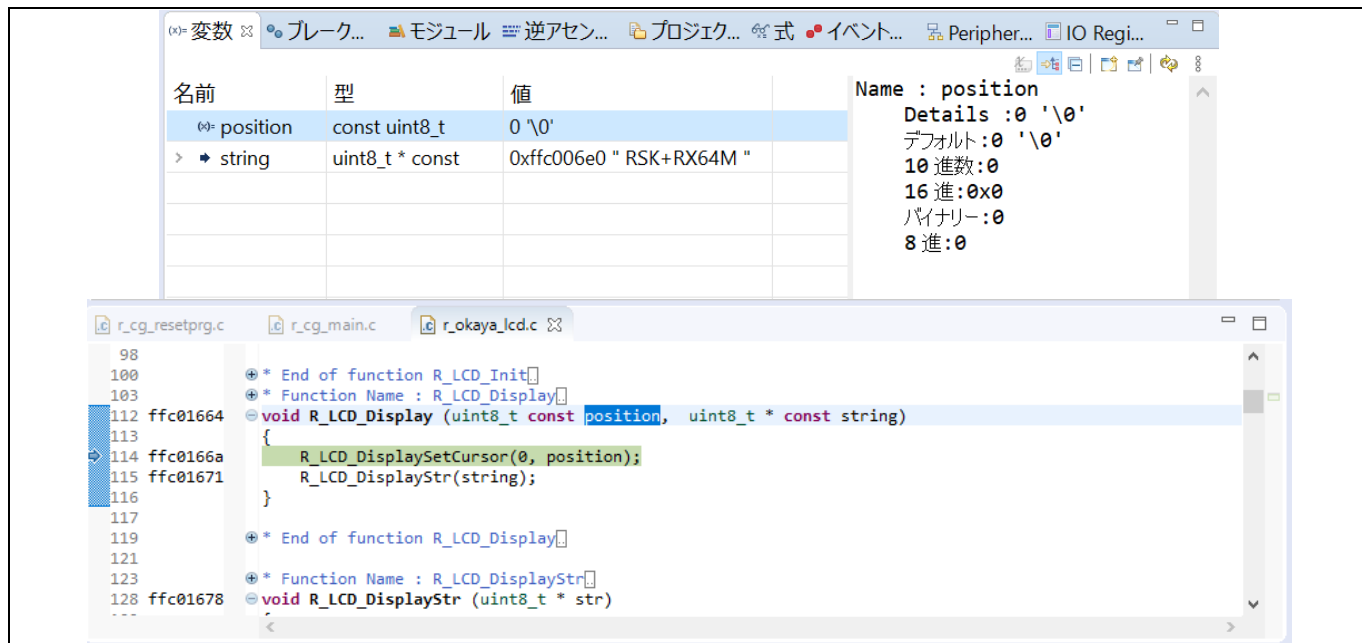 (x)= 変数 ブレーク... モジュール 逆アセン... プロジェク... 式 イベント... Peripher... IO Regi...
名前 型 値
(x)= position const uint8_t 0 '\0'
> string uint8_t * const 0xffc006e0 " RSK+RX64M "
Name : position
Details :0 '\0'
デフォルト:0 '\0'
10 進数:0
16 進:0x0
バイナリー:0
8 進:0
r_cg_resetprg.c r_cg_main.c r_okaya_lcd.c
98
100 * End of function R_LCD_Init..
103 * Function Name : R_LCD_Display..
112 ffc01664 void R_LCD_Display (uint8_t const position, uint8_t * const string)
113 {
114 ffc0166a R_LCD_DisplaySetCursor(0, position);
115 ffc01671 R_LCD_DisplayStr(string);
116 }
117
119 * End of function R_LCD_Display..
121
123 * Function Name : R_LCD_DisplayStr..
128 ffc01678 void R_LCD_DisplayStr (uint8_t * str)